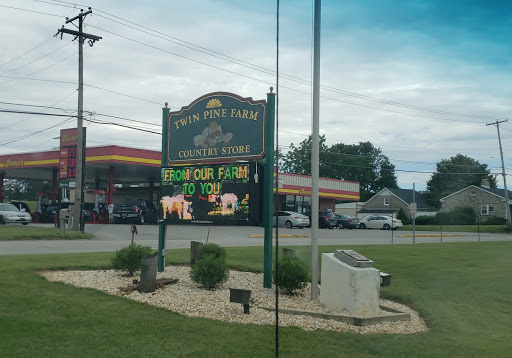 TWIN PINE FARM
COUNTRY STORE
FROM OUR FARM
TO YOU